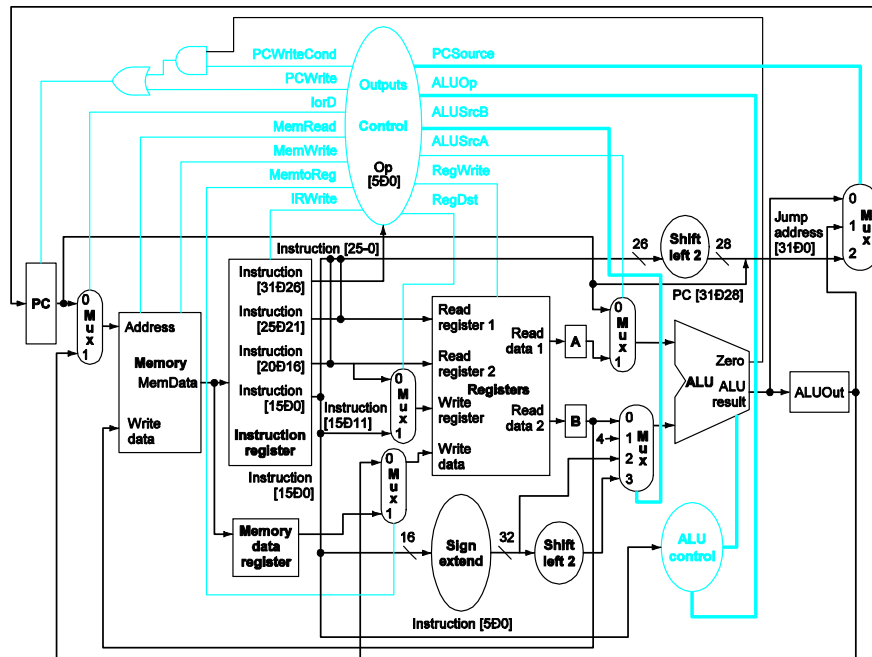 PCWriteCond
PCWrite
IorD
MemRead
MemWrite
MemtoReg
IRWrite
Outputs
Control
Op
[5Ð0]
PCSource
ALUOp
ALUSrcB
ALUSrcA
RegWrite
RegDst
Instruction [25-0]
26
Shift
left 2
28
Jump
address
[31Ð0]
PC [31Ð28]
0
1
2
M
u
x
PC
0
M
u
x
1
Address
Memory
MemData
Write
data
Instruction
[31Ð26]
Instruction
[25Ð21]
Instruction
[20Ð16]
Instruction
[15Ð0]
Instruction
register
Instruction
[15Ð0]
Memory
data
register
Instruction
[15Ð11]
0
M
u
x
1
0
M
u
x
1
Read
register 1
Read
register 2
Registers
Write
register
Write
data
Read
data 1
Read
data 2
A
B
4
0
M
u
x
1
0
1
2
3
M
u
x
Zero
ALU
ALU
result
ALUOut
16
Sign
extend
32
Shift
left 2
ALU
control
Instruction [5Ð0]